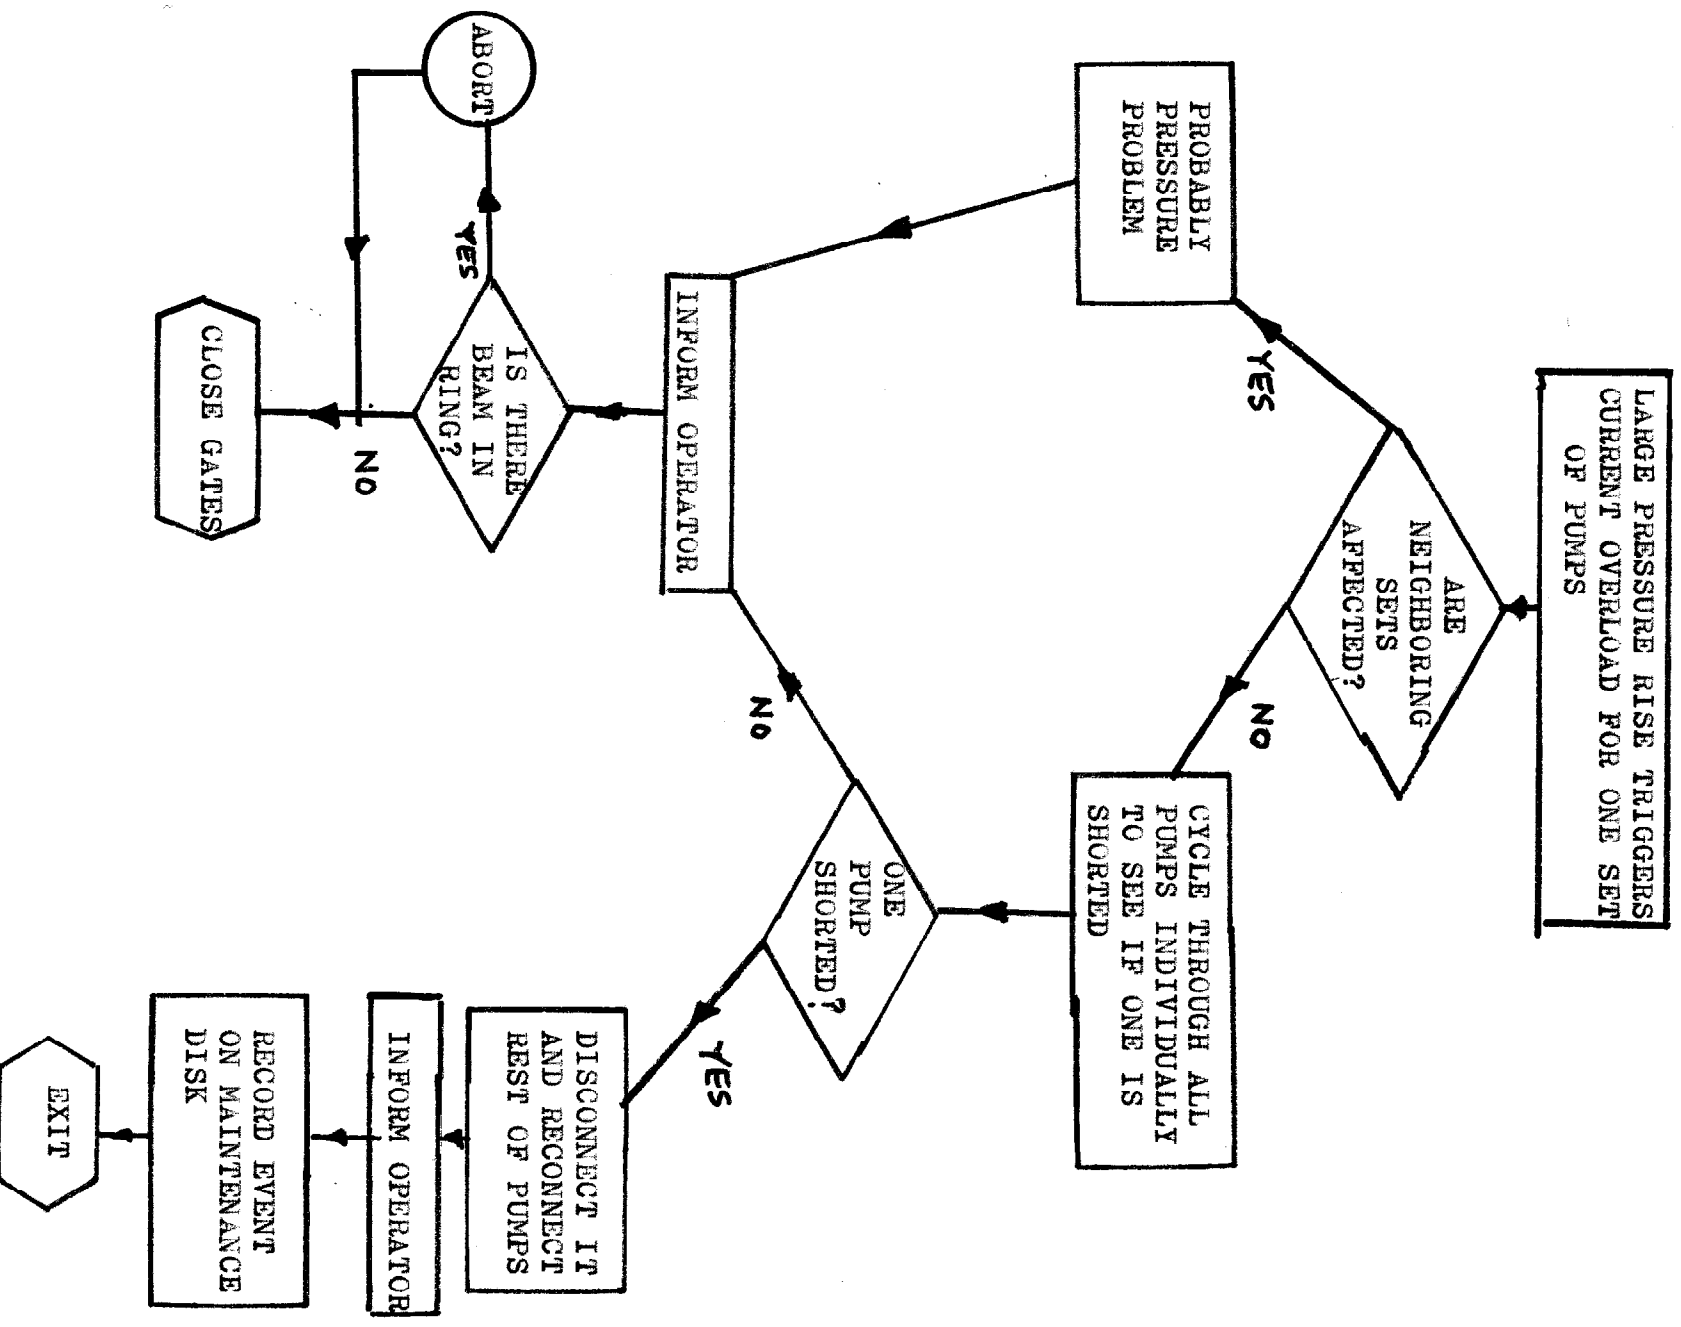 LARGE PRESSURE RISE TRIGGERS
CURRENT OVERLOAD FOR ONE SET
OF PUMPS
ARE
NEIGHBORING
SETS
AFFECTED?
YES
NO
PROBABLY
PRESSURE
PROBLEM
CYCLE THROUGH ALL
PUMPS INDIVIDUALLY
TO SEE IF ONE IS
SHORTED
ONE
PUMP
SHORTED?
NO
YES
INFORM OPERATOR
IS THERE
BEAM IN
RING?
YES
ABORT
NO
CLOSE GATES
DISCONNECT IT
AND RECONNECT
REST OF PUMPS
INFORM OPERATOR
RECORD EVENT
ON MAINTENANCE
DISK
EXIT